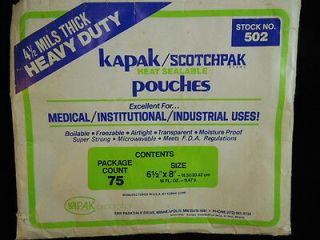 4½ MILS THICK
HEAVY DUTY
STOCK NO.
502
kapak/SCOTCHPAK
BRAND
HEAT SEALABLE
pouches
Excellent For...
MEDICAL/INSTITUTIONAL/INDUSTRIAL USES!
Boilable • Freezable • Airtight • Transparent • Moisture Proof
Super Strong • Microwavable • Meets F.D.A. Regulations
CONTENTS
PACKAGE COUNT
75
SIZE
6½" x 8"
KAPAK